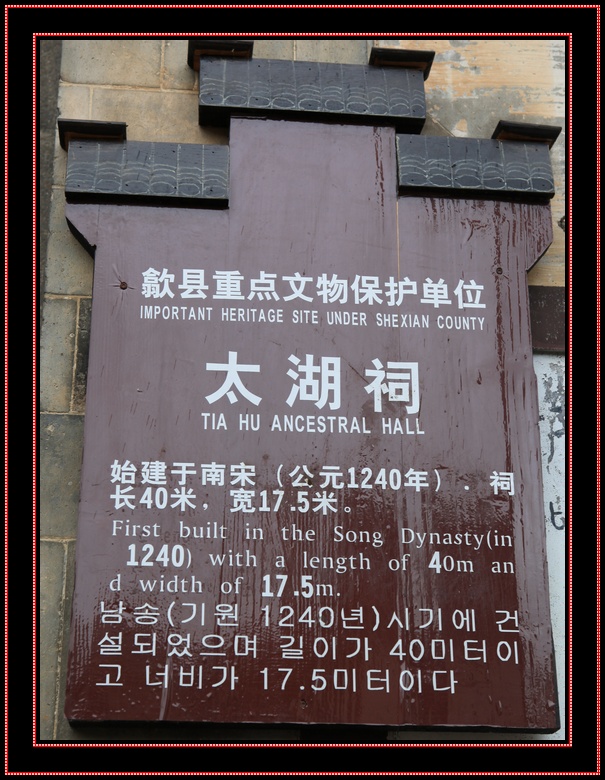 歙县重点文物保护单位
IMPORTANT HERITAGE SITE UNDER SHEXIAN COUNTY
太湖祠
TIA HU ANCESTRAL HALL
始建于南宋（公元1240年）．祠
长40米，宽17.5米。
First built in the Song Dynasty(in
1240) with a length of 40m an
d width of 17.5m.
남송(기원 1240년)시기에 건
설되었으며 길이가 40미터이
고 너비가 17.5미터이다